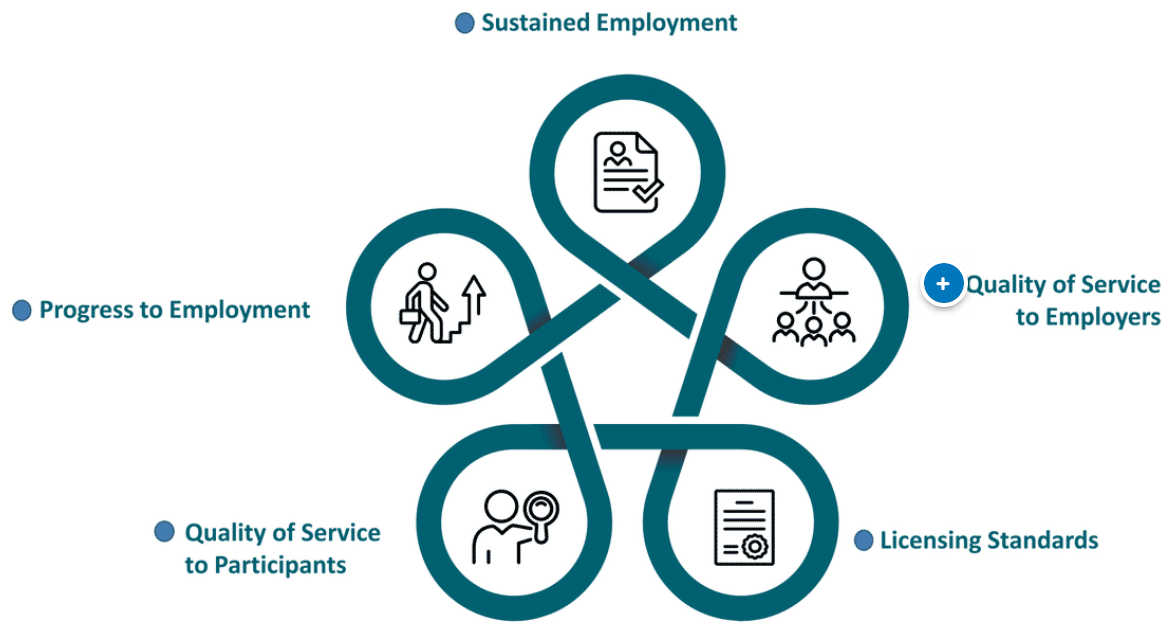 Sustained Employment
Progress to Employment
+
Quality of Service
to Employers
Quality of Service
to Participants
Licensing Standards